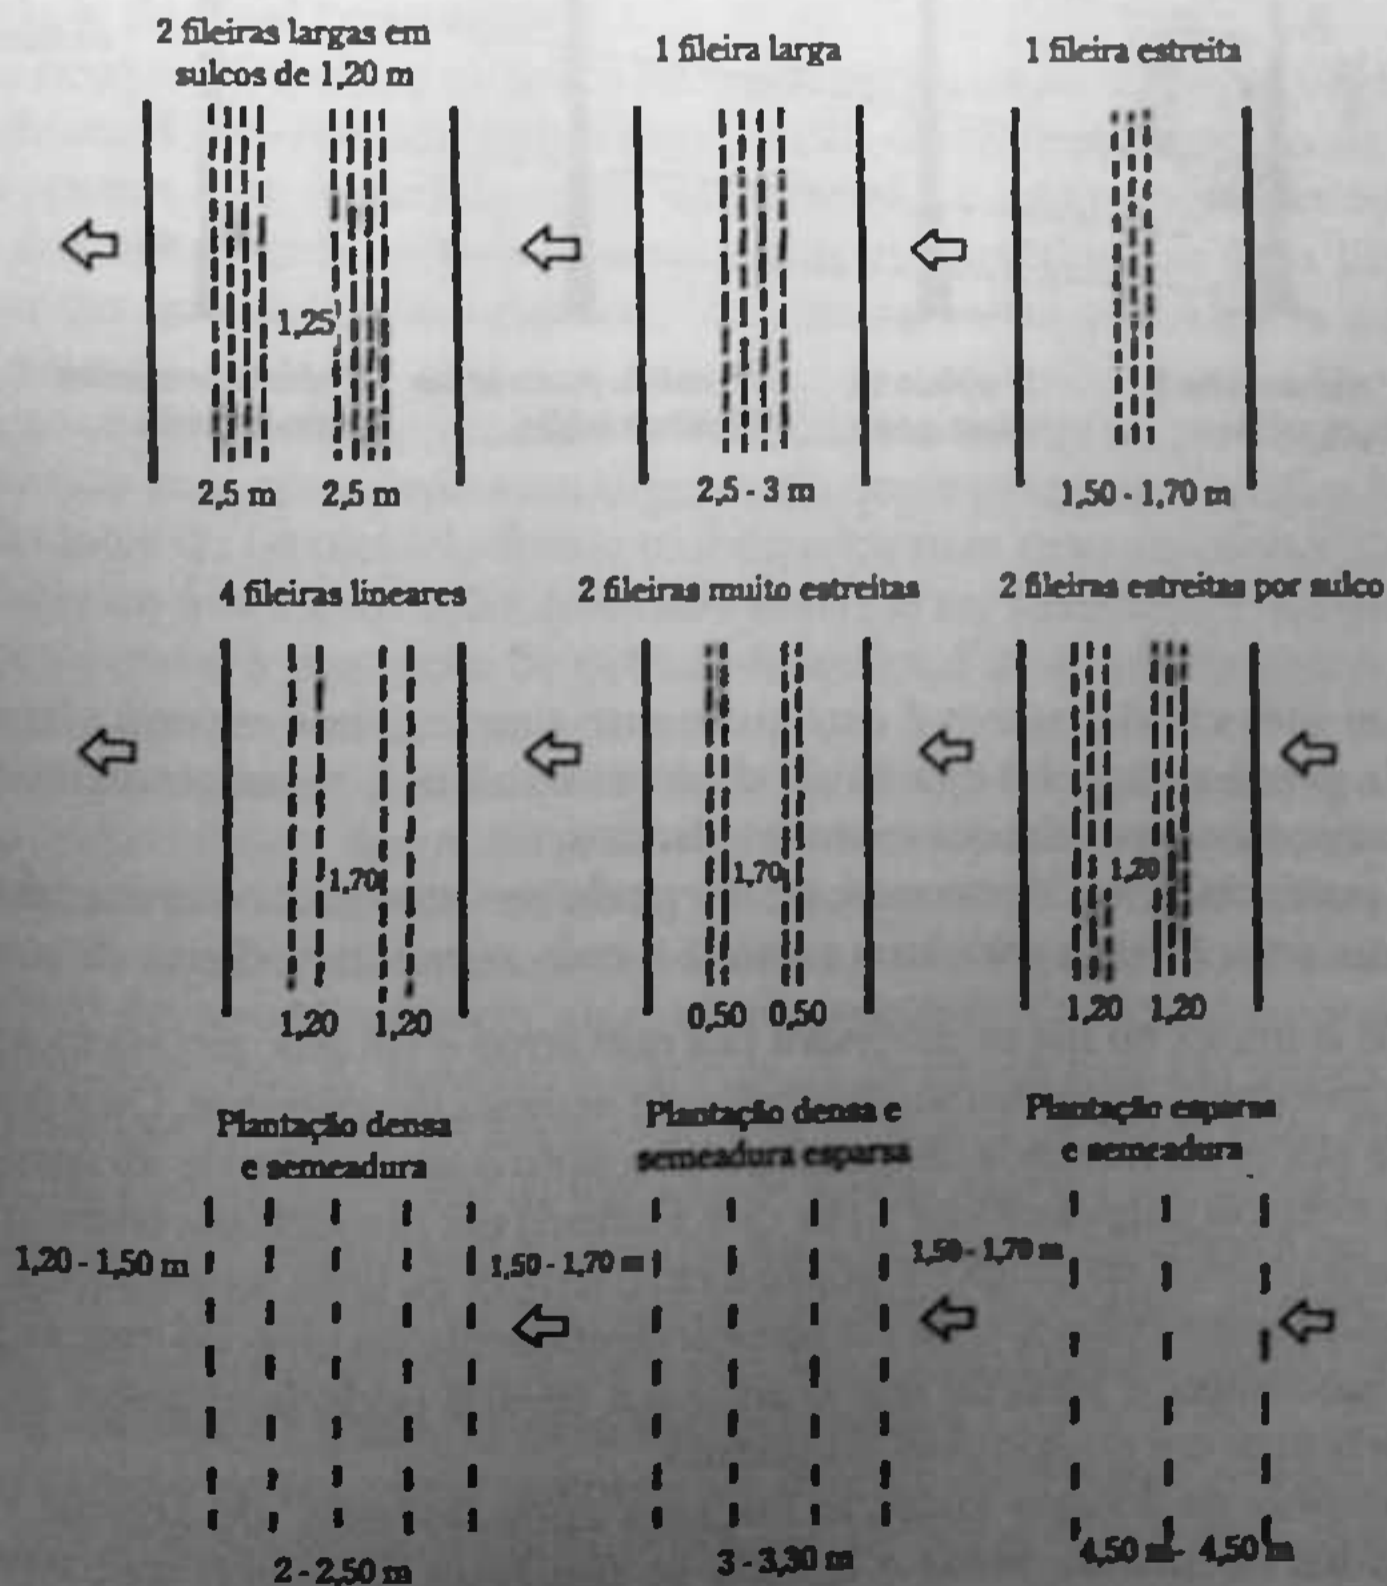 2 fileiras largas em
sulcos de 1,20 m
1 fileira larga
1 fileira estreita
1,25
2,5 m 2,5 m
2,5 - 3 m
1,50 - 1,70 m
4 fileiras lineares
2 fileiras muito estreitas
2 fileiras estreitas por sulco
1,70
1,70
1,20
1,20 1,20
0,50 0,50
1,20 1,20
Plantação densa
e semeadura
Plantação densa e
semeadura esparsa
Plantação esparsa
e semeadura
1,20 - 1,50 m
1,50 - 1,70 m
1,50 - 1,70 m
2 - 2,50 m
3 - 3,30 m
4,50 m - 4,50 m